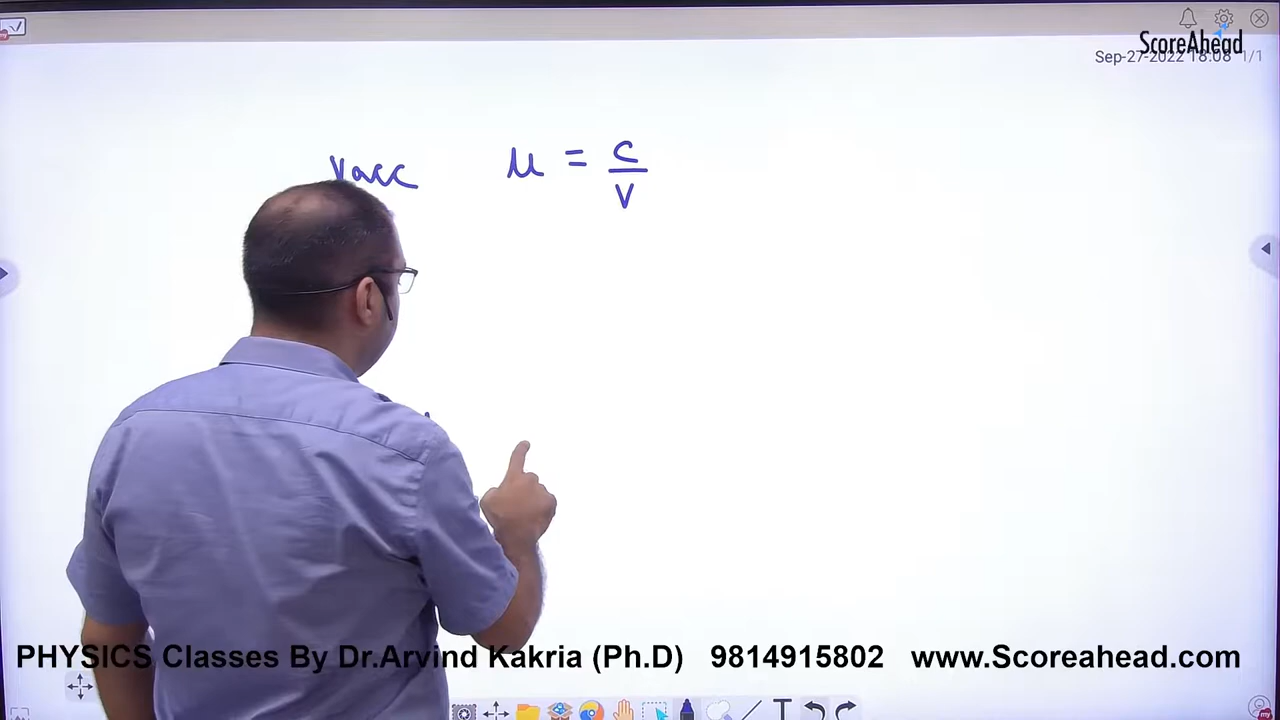 ScoreAhead
Sep-27-2022 18:08 1/1
vacc μ = c
v
PHYSICS Classes By Dr.Arvind Kakria (Ph.D) 9814915802 www.Scoreahead.com